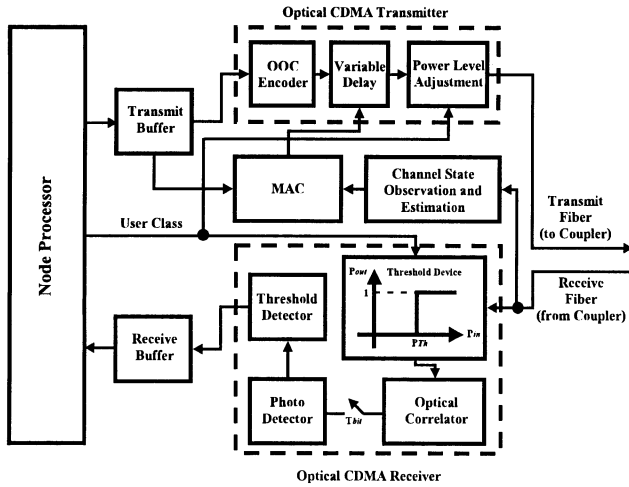 Optical CDMA Transmitter
OOC
Encoder
Variable
Delay
Power Level
Adjustment
Transmit
Buffer
MAC
Channel State
Observation and
Estimation
Transmit
Fiber
(to Coupler)
Node Processor
User Class
Pout
Threshold Device
1
PTh
Pin
Receive
Fiber
(from Coupler)
Threshold
Detector
Receive
Buffer
Photo
Detector
Tbit
Optical
Correlator
Optical CDMA Receiver